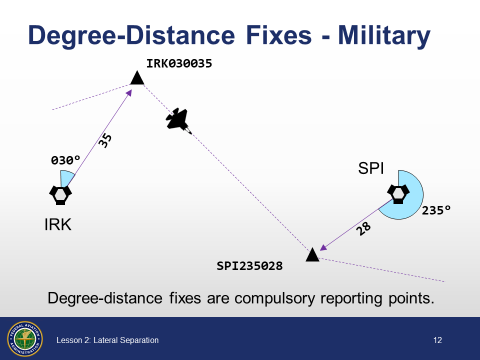 Degree-Distance Fixes - Military
IRK030035
35
030°
IRK
SPI
235°
28
SPI235028
Degree-distance fixes are compulsory reporting points.
Lesson 2: Lateral Separation
12